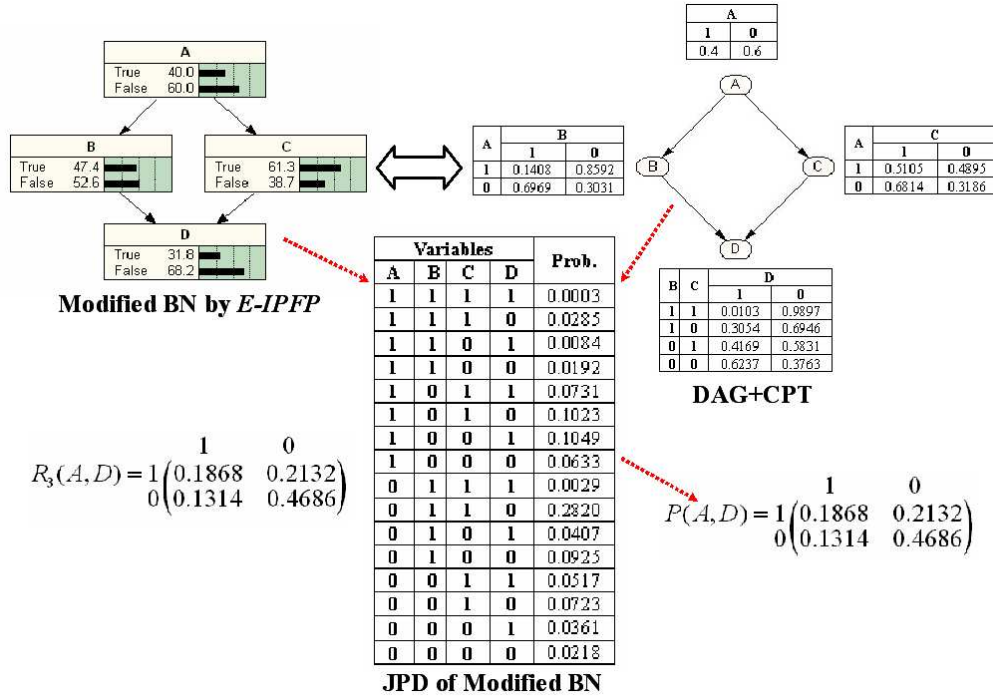 A
True 40.0
False 60.0
B
True 47.4
False 52.6
C
True 61.3
False 38.7
D
True 31.8
False 68.2
Modified BN by E-IPFP
A
1 0
0.4 0.6
A B
1 0
1 0.1408 0.8592
0 0.6969 0.3031
A
B
C
D
A C
1 0
1 0.5105 0.4895
0 0.6814 0.3186
B C D
1 0
1 1 0.0103 0.9897
1 0 0.3054 0.6946
0 1 0.4169 0.5831
0 0 0.6237 0.3763
DAG+CPT
Variables Prob.
A B C D
1 1 1 1 0.0003
1 1 1 0 0.0285
1 1 0 1 0.0084
1 1 0 0 0.0192
1 0 1 1 0.0731
1 0 1 0 0.1023
1 0 0 1 0.1049
1 0 0 0 0.0633
0 1 1 1 0.0029
0 1 1 0 0.2820
0 1 0 1 0.0407
0 1 0 0 0.0925
0 0 1 1 0.0517
0 0 1 0 0.0723
0 0 0 1 0.0361
0 0 0 0 0.0218
JPD of Modified BN
1 0
R3(A,D) = 1(0.1868 0.2132
0(0.1314 0.4686)
1 0
P(A,D) = 1(0.1868 0.2132
0(0.1314 0.4686)